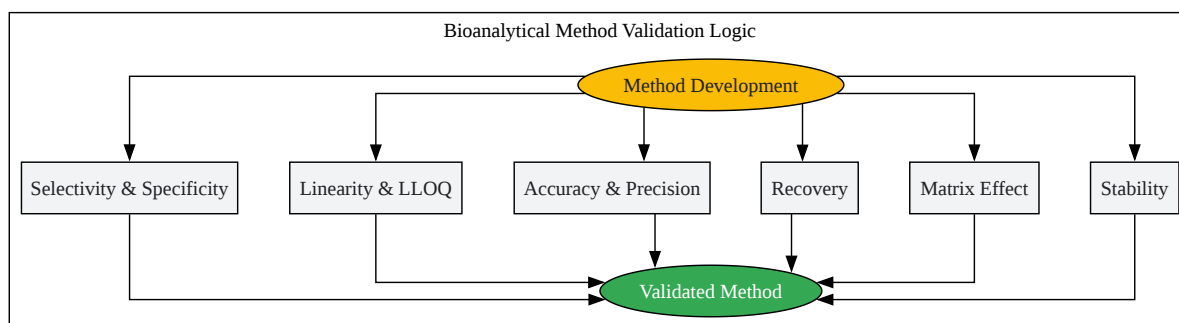 Bioanalytical Method Validation Logic
Method Development
Selectivity & Specificity
Linearity & LLOQ
Accuracy & Precision
Recovery
Matrix Effect
Stability
Validated Method